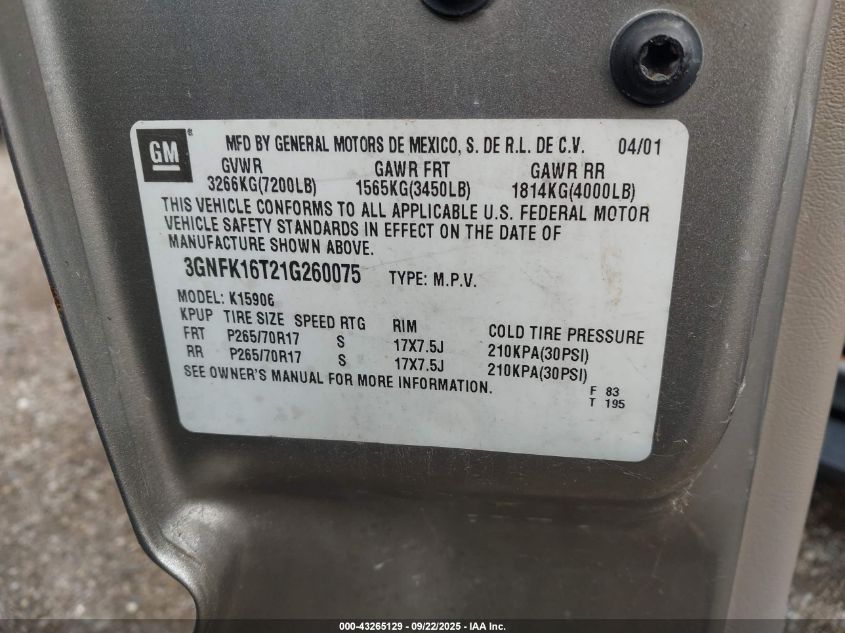 GM MFD BY GENERAL MOTORS DE MEXICO, S. DE R.L. DE C.V. 04/01
GVWR GAWR FRT GAWR RR
3266KG(7200LB) 1565KG(3450LB) 1814KG(4000LB)
THIS VEHICLE CONFORMS TO ALL APPLICABLE U.S. FEDERAL MOTOR
VEHICLE SAFETY STANDARDS IN EFFECT ON THE DATE OF
MANUFACTURE SHOWN ABOVE.
3GNFK16T21G260075 TYPE: M.P.V.
MODEL: K15906
KPUP TIRE SIZE SPEED RTG RIM COLD TIRE PRESSURE
FRT P265/70R17 S 17X7.5J 210KPA(30PSI)
RR P265/70R17 S 17X7.5J 210KPA(30PSI)
SEE OWNER'S MANUAL FOR MORE INFORMATION.
F 83
T 195
000-43265129 - 09/22/2025 - IAA Inc.